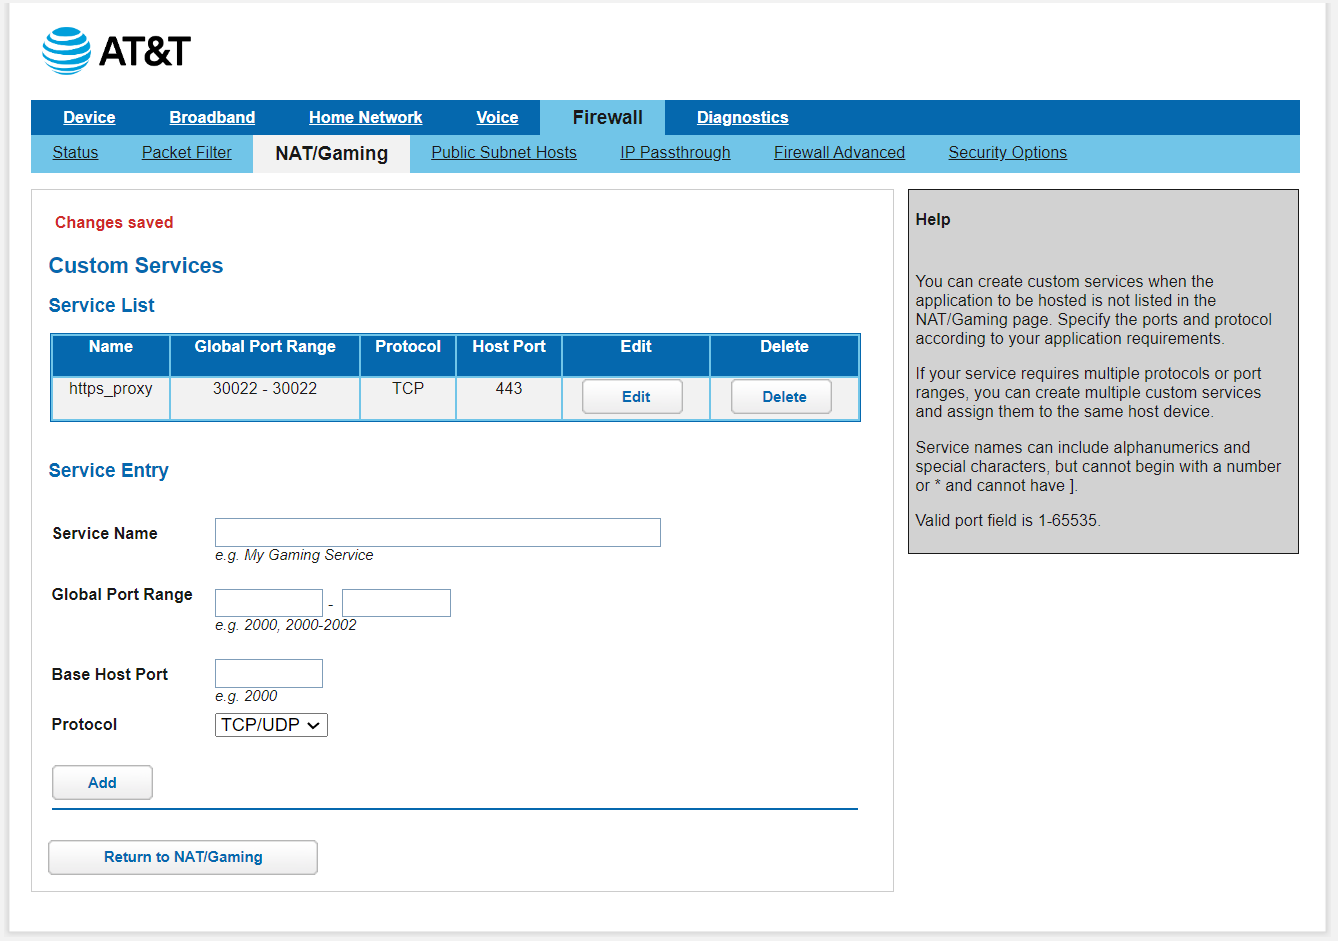 AT&T
Device Broadband Home Network Voice Firewall Diagnostics
Status Packet Filter NAT/Gaming Public Subnet Hosts IP Passthrough Firewall Advanced Security Options
Changes saved
Custom Services
Service List
Name Global Port Range Protocol Host Port Edit Delete
https_proxy 30022 - 30022 TCP 443 Edit Delete
Service Entry
Service Name
e.g. My Gaming Service
Global Port Range -
e.g. 2000, 2000-2002
Base Host Port
e.g. 2000
Protocol TCP/UDP
Add
Return to NAT/Gaming
Help
You can create custom services when the
application to be hosted is not listed in the
NAT/Gaming page. Specify the ports and protocol
according to your application requirements.
If your service requires multiple protocols or port
ranges, you can create multiple custom services
and assign them to the same host device.
Service names can include alphanumerics and
special characters, but cannot begin with a number
or * and cannot have ].
Valid port field is 1-65535.